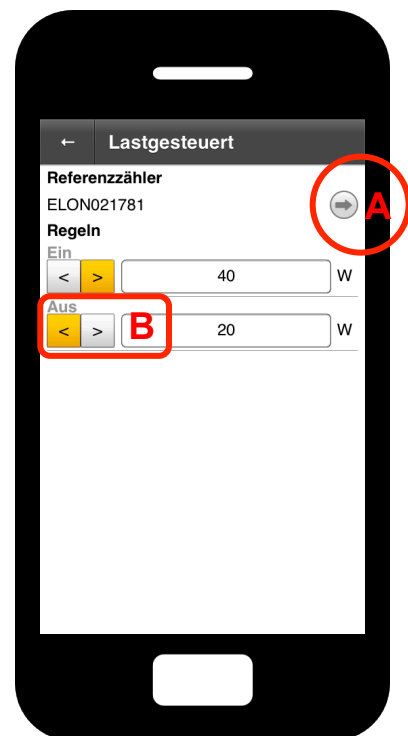 ← Lastgesteuert
Referenzzähler
ELON021781 → A
Regeln
Ein
< > 40 W
Aus
< > B 20 W